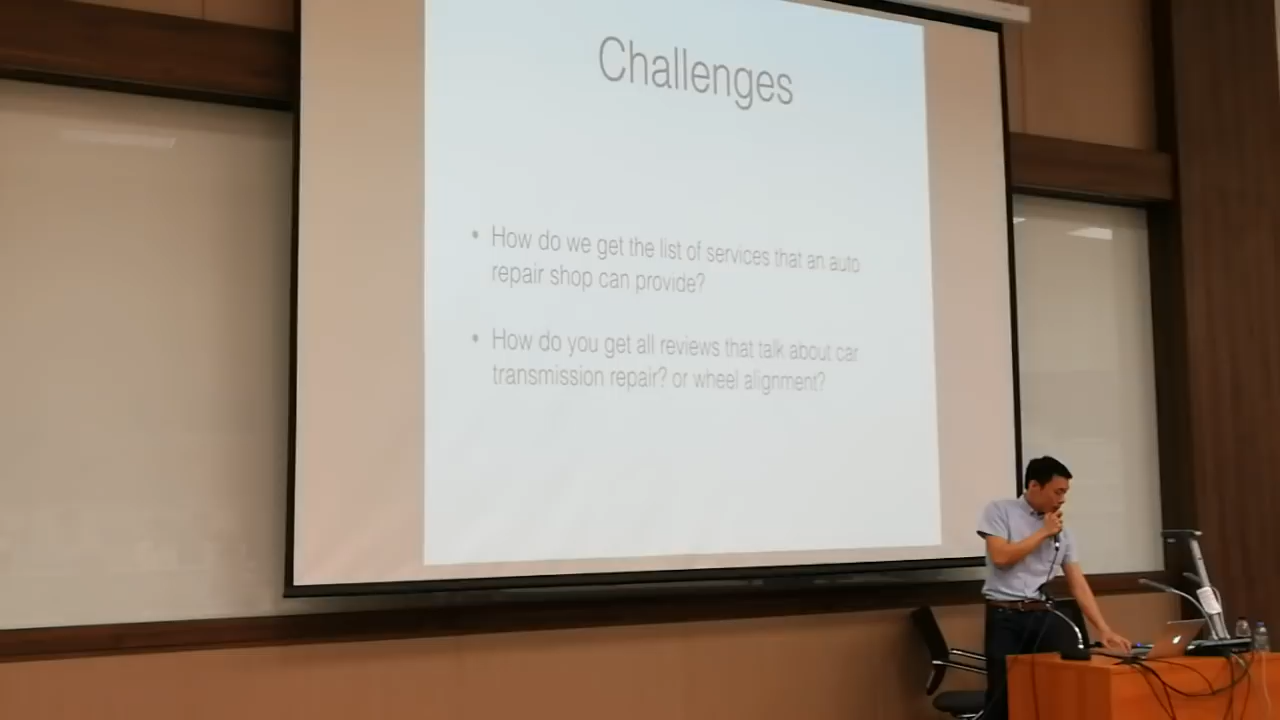 Challenges
• How do we get the list of services that an auto
repair shop can provide?
• How do you get all reviews that talk about car
transmission repair? or wheel alignment?